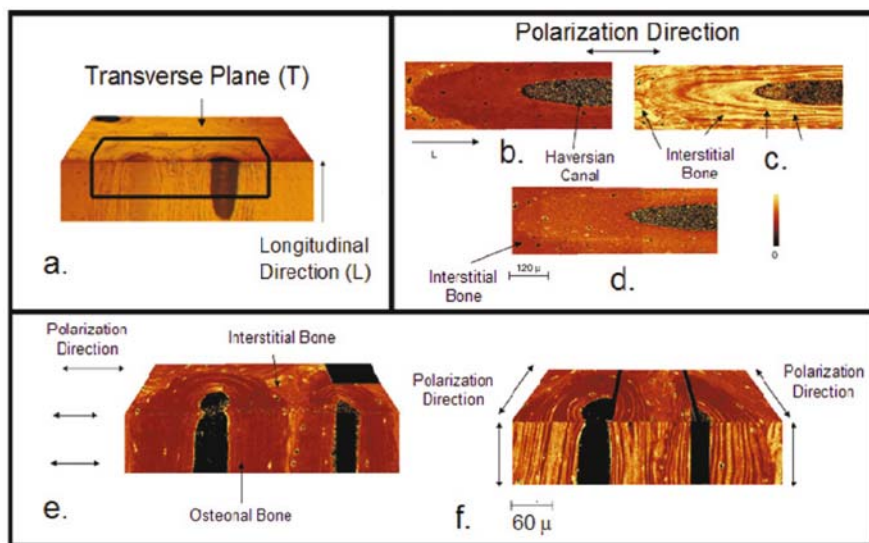 Transverse Plane (T)
Longitudinal
Direction (L)
a.
Polarization Direction
L
b.
Haversian
Canal
Interstitial
Bone
c.
Interstitial
Bone
120 μ
d.
0
Polarization
Direction
Interstitial Bone
Osteonal Bone
e.
Polarization
Direction
Polarization
Direction
f.
60 μ